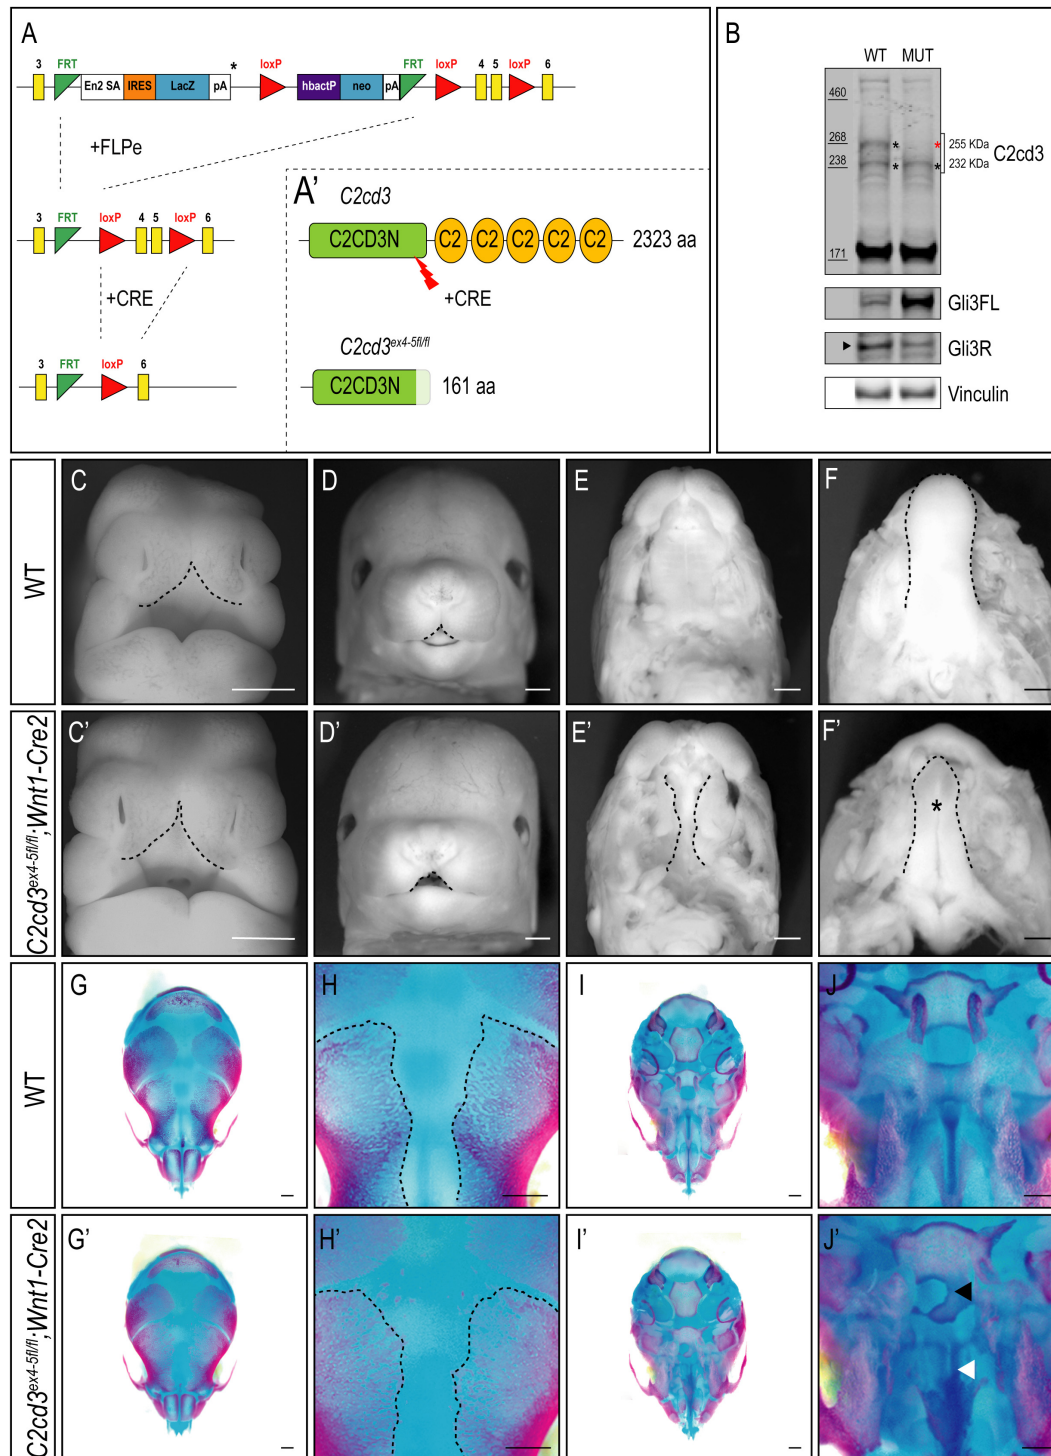 A
3 FRT En2 SA IRES LacZ pA * loxP hbactP neo pA FRT loxP 4 5 loxP 6
+FLPe
3 FRT loxP 4 5 loxP 6
+CRE
3 FRT loxP 6
A'
C2cd3
C2CD3N C2 C2 C2 C2 C2 2323 aa
+CRE
C2cd3ex4-5fl/fl
C2CD3N 161 aa
B
WT MUT
460
268 * * 255 KDa
238 * * 232 KDa
C2cd3
171
Gli3FL
Gli3R
Vinculin
WT
C D E F
C2cd3ex4-5fl/fl;Wnt1-Cre2
C' D' E' F'
*
WT
G H I J
C2cd3ex4-5fl/fl;Wnt1-Cre2
G' H' I' J'